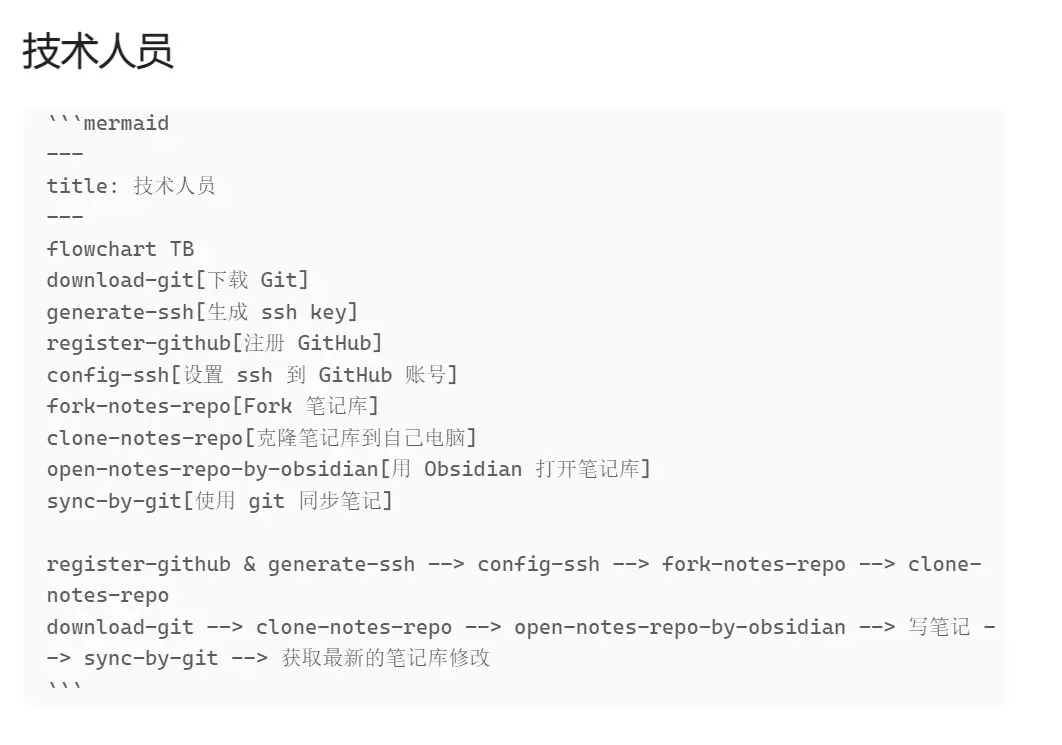 技术人员
```mermaid
---
title: 技术人员
---
flowchart TB
download-git[下载 Git]
generate-ssh[生成 ssh key]
register-github[注册 GitHub]
config-ssh[设置 ssh 到 GitHub 账号]
fork-notes-repo[Fork 笔记库]
clone-notes-repo[克隆笔记库到自己电脑]
open-notes-repo-by-obsidian[用 Obsidian 打开笔记库]
sync-by-git[使用 git 同步笔记]
register-github & generate-ssh --> config-ssh --> fork-notes-repo --> clone-
notes-repo
download-git --> clone-notes-repo --> open-notes-repo-by-obsidian --> 写笔记 -
-> sync-by-git --> 获取最新的笔记库修改
```